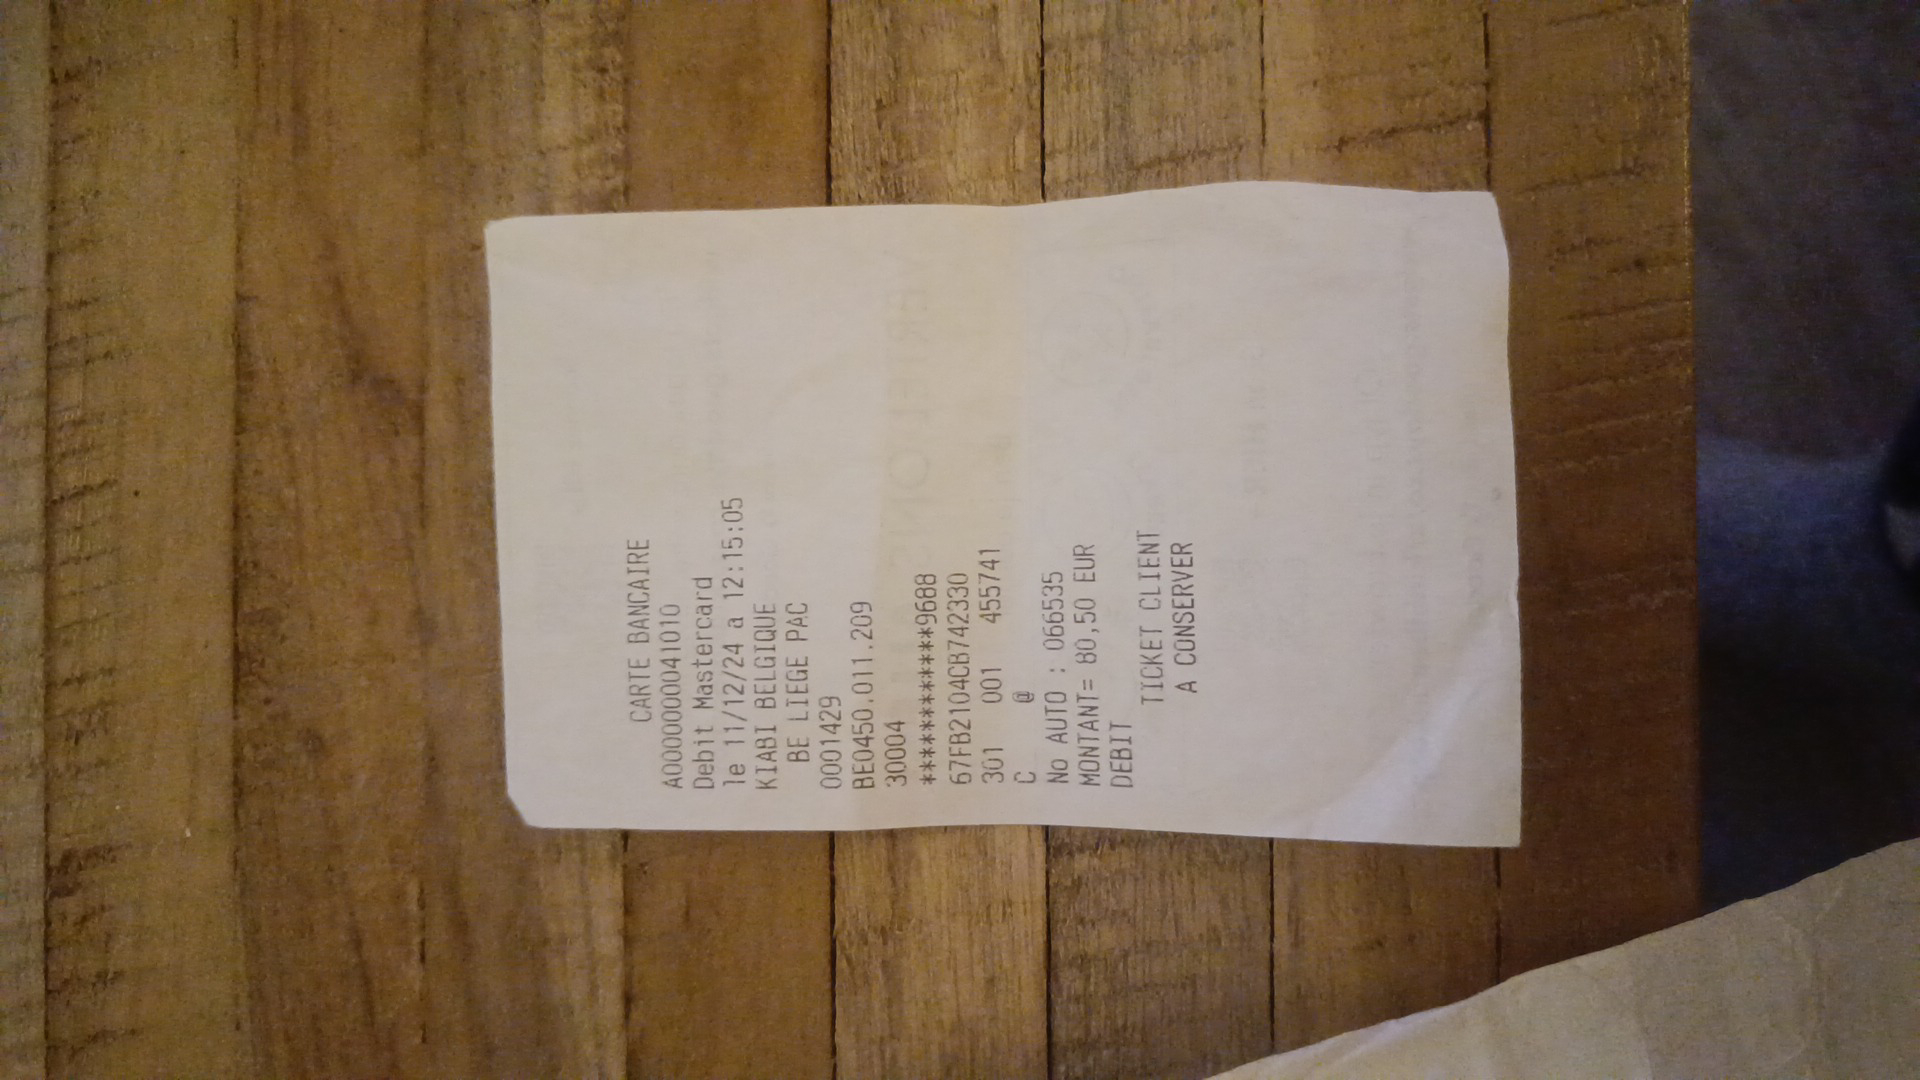 CARTE BANCAIRE
A0000000041010
Debit Mastercard
le 11/12/24 a 12:15:05
KIABI BELGIQUE
BE LIEGE PAC
0001429
BE0450.011.209
30004
************9688
67FB2104CB742330
301 001 455741
C @
No AUTO : 066535
MONTANT= 80,50 EUR
DEBIT
TICKET CLIENT
A CONSERVER